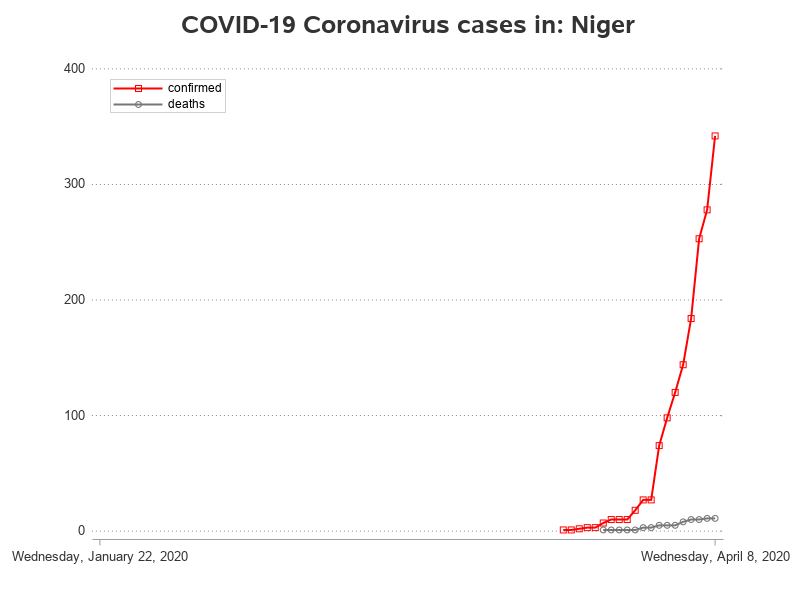 COVID-19 Coronavirus cases in: Niger
400
confirmed
deaths
300
200
100
0
Wednesday, January 22, 2020 Wednesday, April 8, 2020